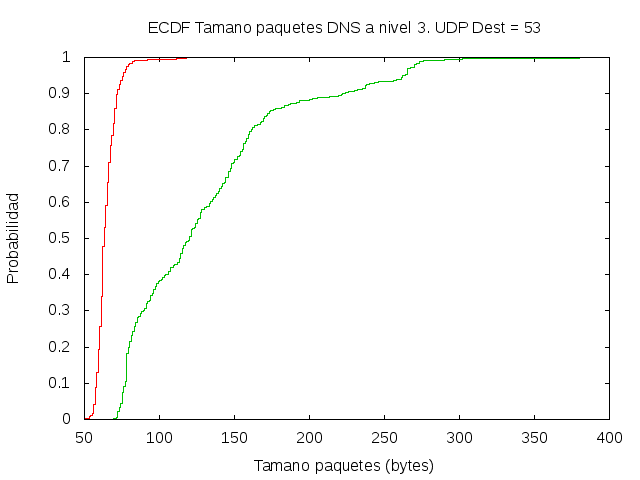 ECDF Tamano paquetes DNS a nivel 3. UDP Dest = 53
1
0.9
0.8
0.7
0.6
0.5
0.4
0.3
0.2
0.1
0
Probabilidad
50 100 150 200 250 300 350 400
Tamano paquetes (bytes)